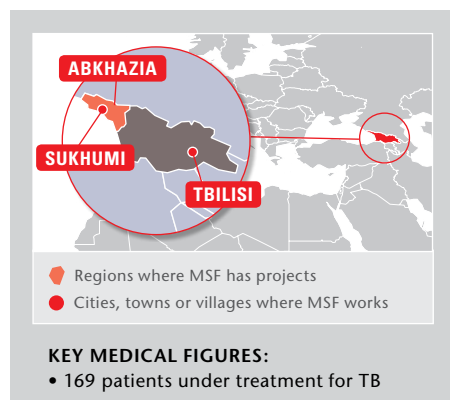 ABKHAZIA
SUKHUMI
TBILISI
Regions where MSF has projects
Cities, towns or villages where MSF works
KEY MEDICAL FIGURES:
• 169 patients under treatment for TB